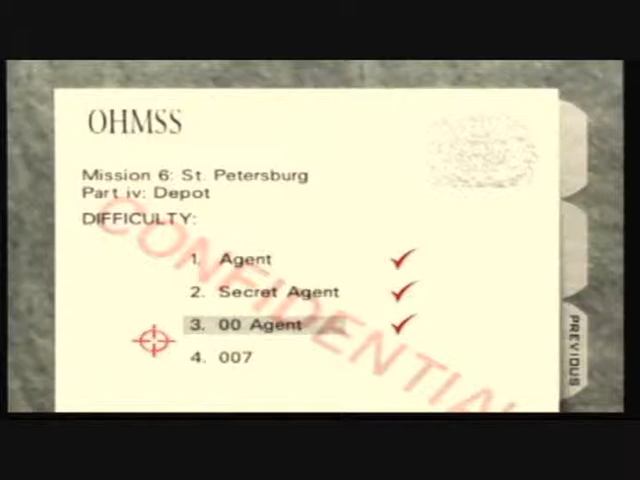 OHMSS
Mission 6: St. Petersburg
Part iv: Depot
DIFFICULTY:
1. Agent
2. Secret Agent
3. 00 Agent
4. 007
CONFIDENTIAL
PREVIOUS